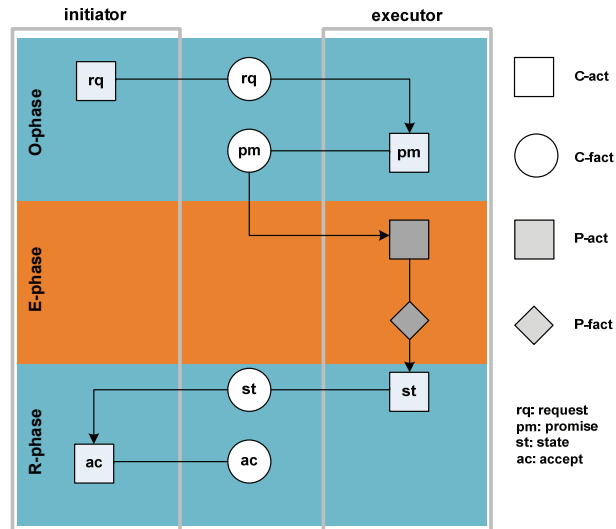 initiator
executor
O-phase
rq
rq
C-act
pm
pm
C-fact
E-phase
P-act
P-fact
R-phase
st
st
ac
ac
rq: request
pm: promise
st: state
ac: accept